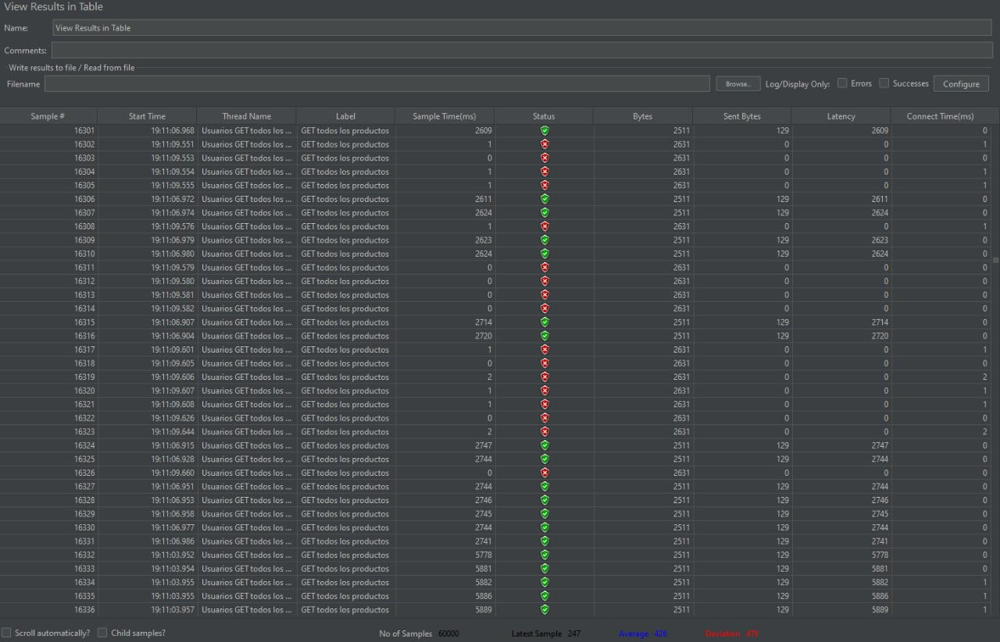 View Results in Table
Name: View Results in Table
Comments:
Write results to file / Read from file
Filename Browse... Log/Display Only: Errors Successes Configure
Sample # Start Time Thread Name Label Sample Time(ms) Status Bytes Sent Bytes Latency Connect Time(ms)
16301 19:11:06.968 Usuarios GET todos los ... GET todos los productos 2609 2511 129 2609 0
16302 19:11:09.551 Usuarios GET todos los ... GET todos los productos 1 2631 0 0 1
16303 19:11:09.553 Usuarios GET todos los ... GET todos los productos 0 2631 0 0 0
16304 19:11:09.554 Usuarios GET todos los ... GET todos los productos 1 2631 0 0 1
16305 19:11:09.555 Usuarios GET todos los ... GET todos los productos 1 2631 0 0 1
16306 19:11:06.972 Usuarios GET todos los ... GET todos los productos 2611 2511 129 2611 0
16307 19:11:06.974 Usuarios GET todos los ... GET todos los productos 2624 2511 129 2624 0
16308 19:11:09.576 Usuarios GET todos los ... GET todos los productos 1 2631 0 0 1
16309 19:11:06.979 Usuarios GET todos los ... GET todos los productos 2623 2511 129 2623 0
16310 19:11:06.980 Usuarios GET todos los ... GET todos los productos 2624 2511 129 2624 0
16311 19:11:09.579 Usuarios GET todos los ... GET todos los productos 0 2631 0 0 0
16312 19:11:09.580 Usuarios GET todos los ... GET todos los productos 0 2631 0 0 0
16313 19:11:09.581 Usuarios GET todos los ... GET todos los productos 0 2631 0 0 0
16314 19:11:09.582 Usuarios GET todos los ... GET todos los productos 0 2631 0 0 0
16315 19:11:06.907 Usuarios GET todos los ... GET todos los productos 2714 2511 129 2714 0
16316 19:11:06.904 Usuarios GET todos los ... GET todos los productos 2720 2511 129 2720 0
16317 19:11:09.601 Usuarios GET todos los ... GET todos los productos 1 2631 0 0 1
16318 19:11:09.605 Usuarios GET todos los ... GET todos los productos 0 2631 0 0 0
16319 19:11:09.606 Usuarios GET todos los ... GET todos los productos 2 2631 0 0 2
16320 19:11:09.607 Usuarios GET todos los ... GET todos los productos 1 2631 0 0 1
16321 19:11:09.608 Usuarios GET todos los ... GET todos los productos 1 2631 0 0 1
16322 19:11:09.626 Usuarios GET todos los ... GET todos los productos 0 2631 0 0 0
16323 19:11:09.644 Usuarios GET todos los ... GET todos los productos 2 2631 0 0 2
16324 19:11:06.915 Usuarios GET todos los ... GET todos los productos 2747 2511 129 2747 0
16325 19:11:06.928 Usuarios GET todos los ... GET todos los productos 2744 2511 129 2744 0
16326 19:11:09.660 Usuarios GET todos los ... GET todos los productos 0 2631 0 0 0
16327 19:11:06.951 Usuarios GET todos los ... GET todos los productos 2744 2511 129 2744 0
16328 19:11:06.953 Usuarios GET todos los ... GET todos los productos 2746 2511 129 2746 0
16329 19:11:06.958 Usuarios GET todos los ... GET todos los productos 2745 2511 129 2745 0
16330 19:11:06.977 Usuarios GET todos los ... GET todos los productos 2744 2511 129 2744 0
16331 19:11:06.986 Usuarios GET todos los ... GET todos los productos 2741 2511 129 2741 0
16332 19:11:03.952 Usuarios GET todos los ... GET todos los productos 5778 2511 129 5778 0
16333 19:11:03.954 Usuarios GET todos los ... GET todos los productos 5881 2511 129 5881 0
16334 19:11:03.955 Usuarios GET todos los ... GET todos los productos 5882 2511 129 5882 1
16335 19:11:03.955 Usuarios GET todos los ... GET todos los productos 5886 2511 129 5886 1
16336 19:11:03.957 Usuarios GET todos los ... GET todos los productos 5889 2511 129 5889 1
Scroll automatically? Child samples? No of Samples 60000 Latest Sample 247 Average 426 Deviation 476